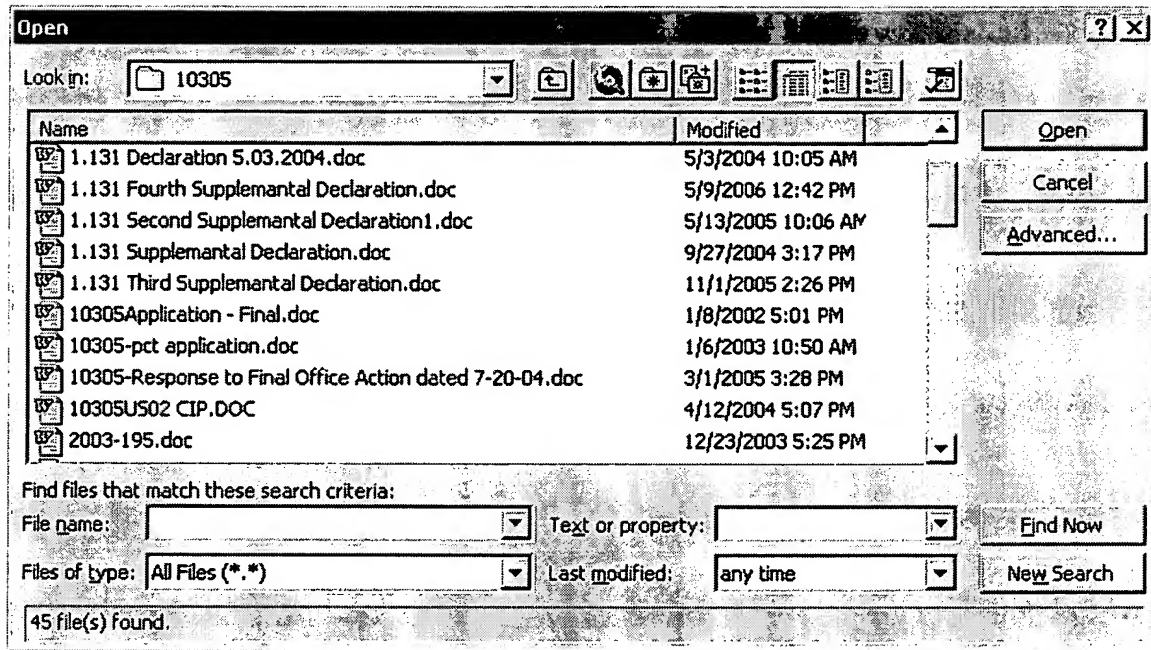 Open
Look in: 10305
Name Modified
1.131 Declaration 5.03.2004.doc 5/3/2004 10:05 AM
1.131 Fourth Supplemantal Declaration.doc 5/9/2006 12:42 PM
1.131 Second Supplemantal Declaration1.doc 5/13/2005 10:06 AM
1.131 Supplemantal Declaration.doc 9/27/2004 3:17 PM
1.131 Third Supplemantal Declaration.doc 11/1/2005 2:26 PM
10305Application - Final.doc 1/8/2002 5:01 PM
10305-pct application.doc 1/6/2003 10:50 AM
10305-Response to Final Office Action dated 7-20-04.doc 3/1/2005 3:28 PM
10305US02 CIP.DOC 4/12/2004 5:07 PM
2003-195.doc 12/23/2003 5:25 PM
Open
Cancel
Advanced...
Find files that match these search criteria:
File name: Text or property: Find Now
Files of type: All Files (*.*) Last modified: any time New Search
45 file(s) found.